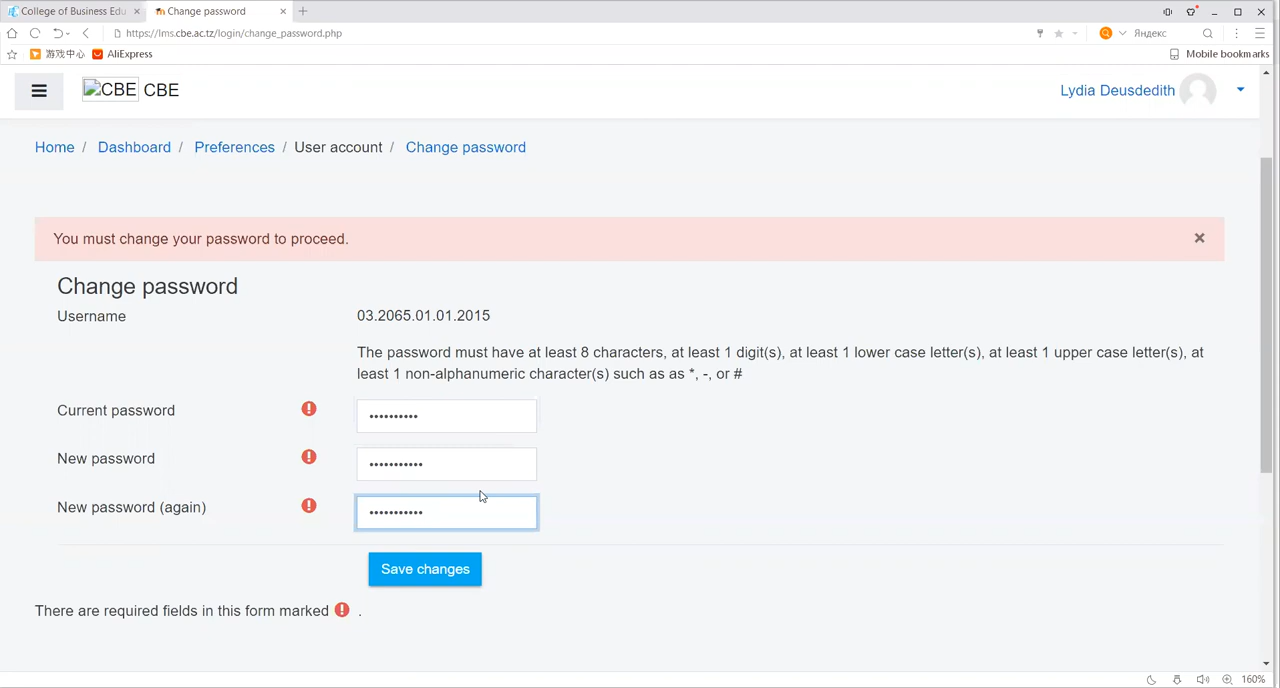 College of Business Edu
Change password
https://lms.cbe.ac.tz/login/change_password.php
Яндекс
游戏中心
AliExpress
Mobile bookmarks
CBE CBE
Lydia Deusdedith
Home / Dashboard / Preferences / User account / Change password
You must change your password to proceed.
Change password
Username
03.2065.01.01.2015
The password must have at least 8 characters, at least 1 digit(s), at least 1 lower case letter(s), at least 1 upper case letter(s), at
least 1 non-alphanumeric character(s) such as as *, -, or #
Current password
••••••••••
New password
•••••••••••
New password (again)
•••••••••••
Save changes
There are required fields in this form marked .
160%